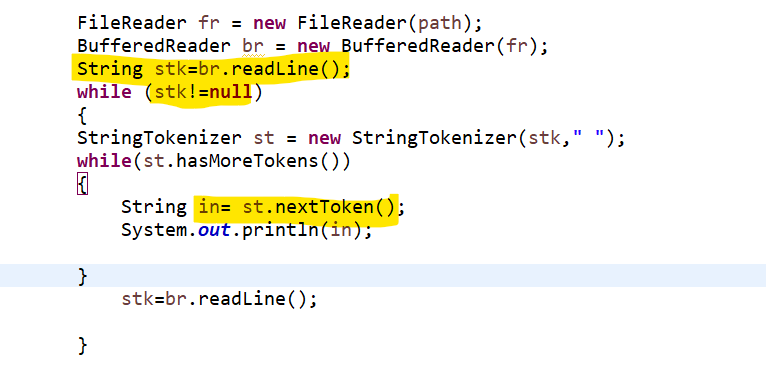 FileReader fr = new FileReader(path);
BufferedReader br = new BufferedReader(fr);
String stk=br.readLine();
while (stk!=null)
{
StringTokenizer st = new StringTokenizer(stk," ");
while(st.hasMoreTokens())
{
String in= st.nextToken();
System.out.println(in);
}
stk=br.readLine();
}